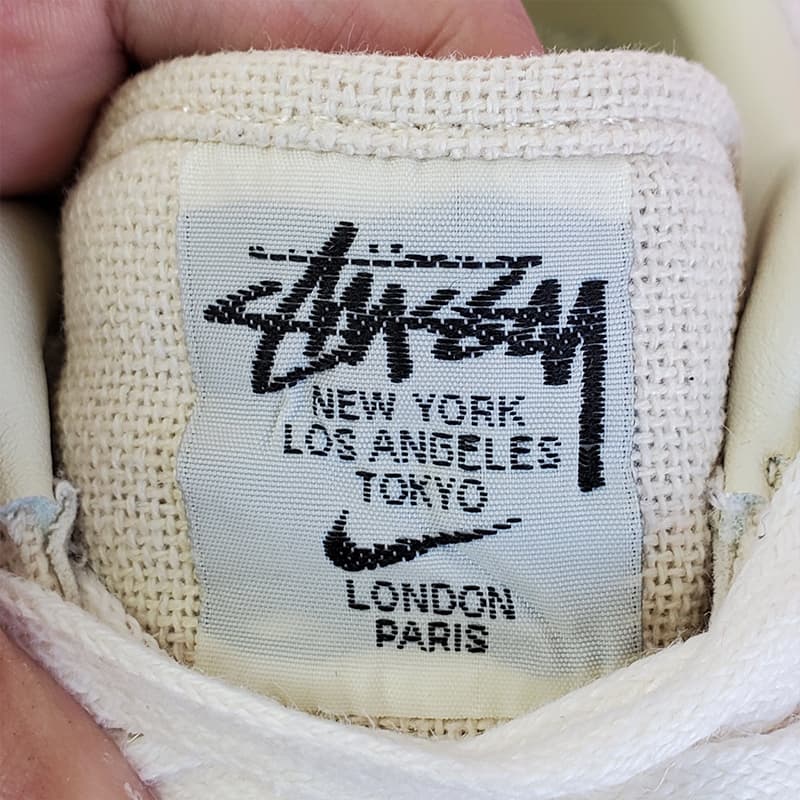 Stüssy
NEW YORK
LOS ANGELES
TOKYO
LONDON
PARIS